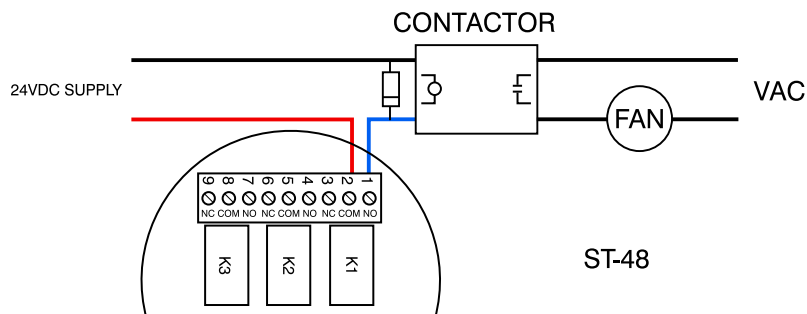 CONTACTOR
24VDC SUPPLY
VAC
FAN
9 8 7 6 5 4 3 2 1
NC COM NO NC COM NO NC COM NO
K3 K2 K1
ST-48